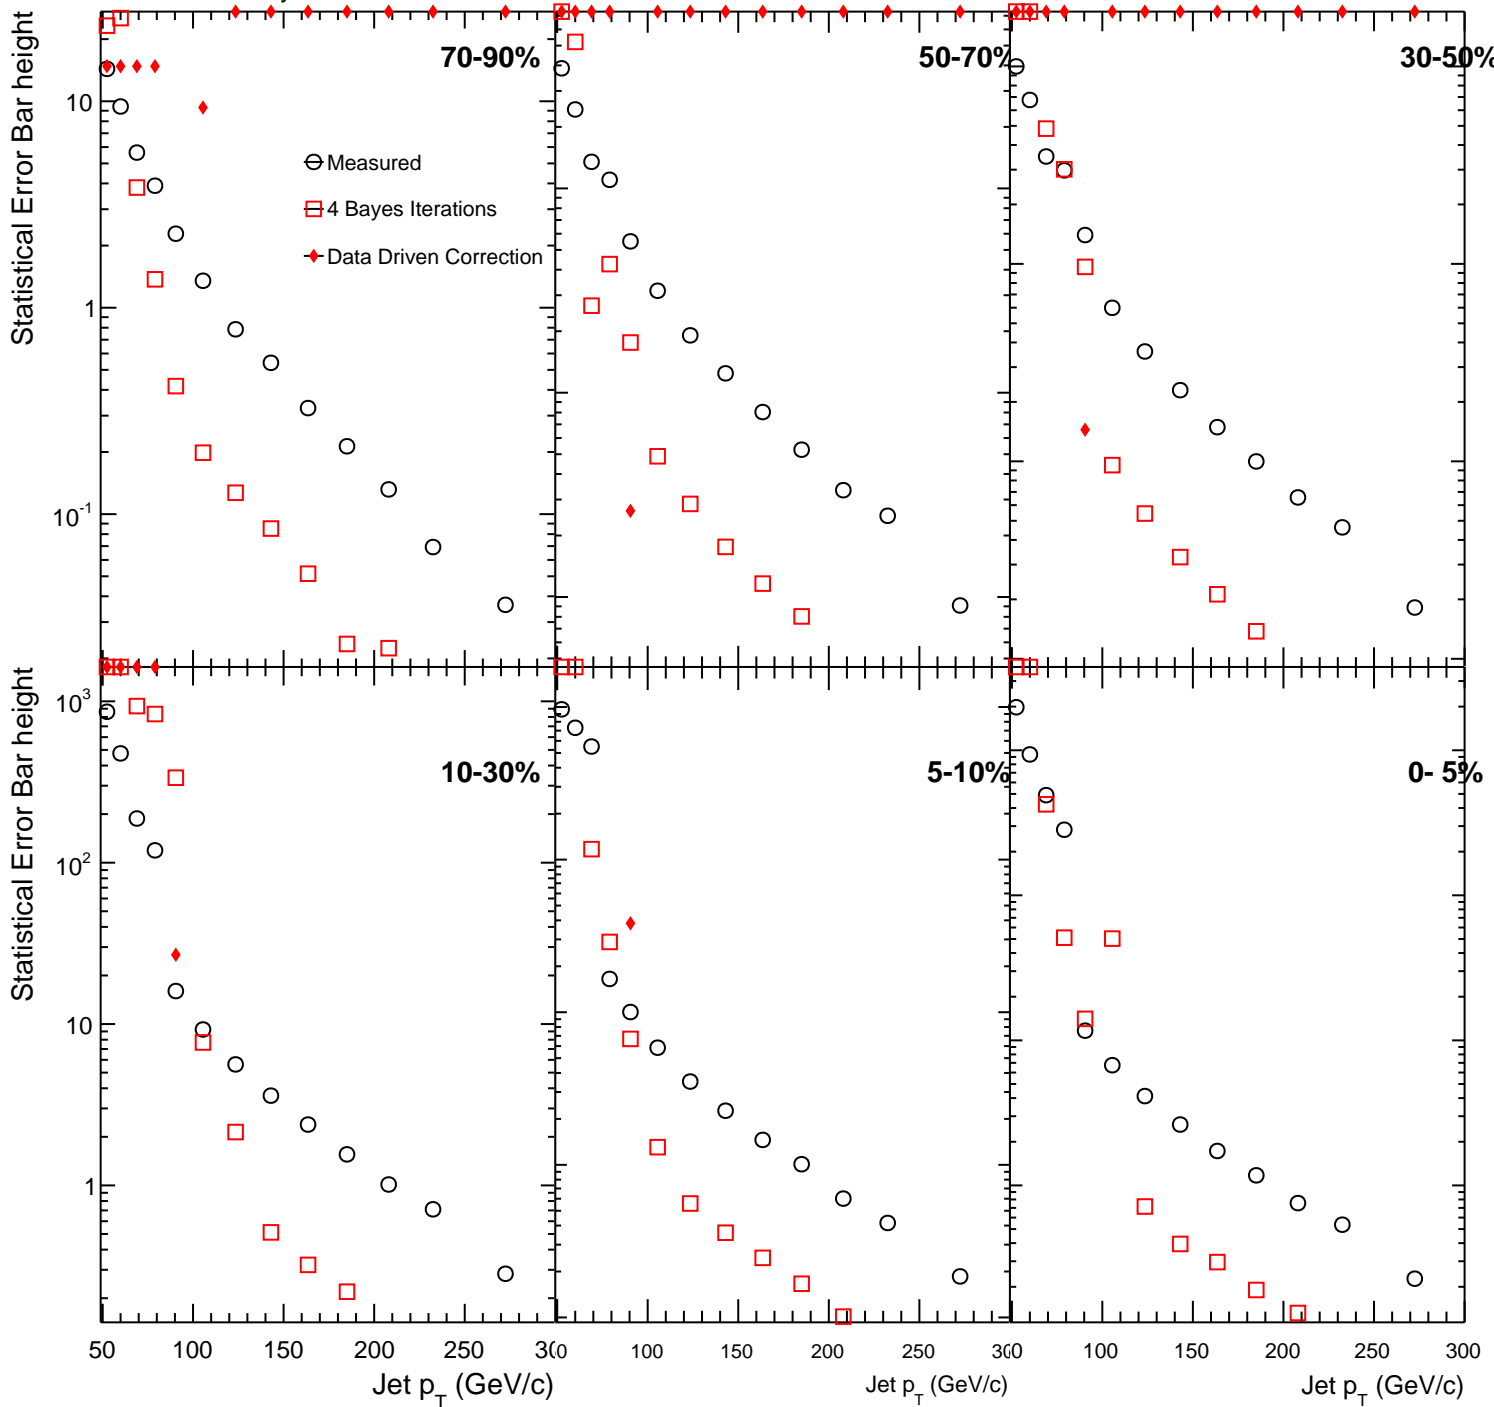 Statistical Error Bar height
70-90%
50-70%
30-50%
10
1
10-1
Measured
4 Bayes Iterations
Data Driven Correction
Statistical Error Bar height
10-30%
5-10%
0- 5%
103
102
10
1
50 100 150 200 250 300 100 150 200 250 300 100 150 200 250 300
Jet pT (GeV/c) Jet pT (GeV/c) Jet pT (GeV/c)